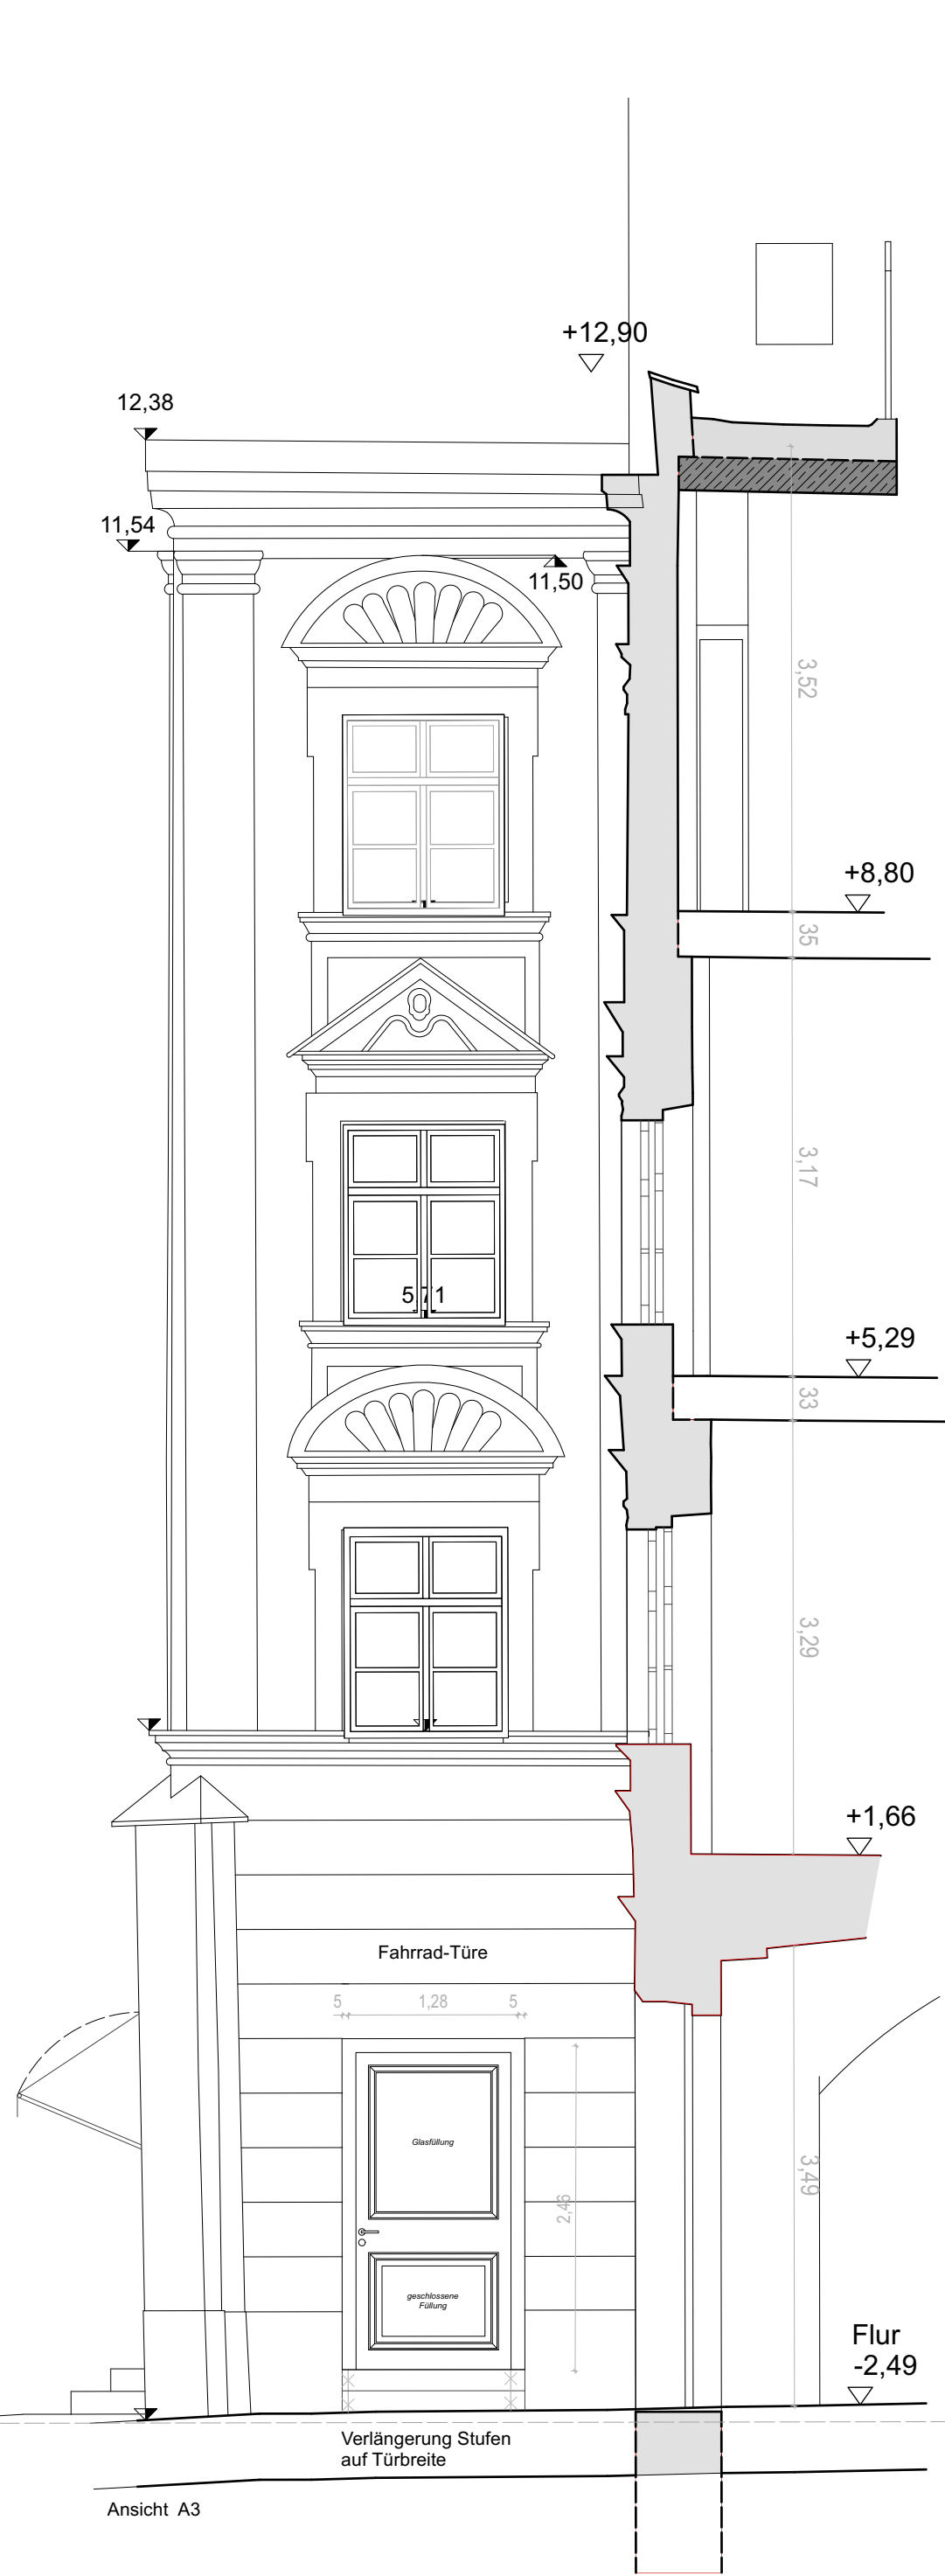 +12,90
12,38
11,54
11,50
3,52
+8,80
35
3,17
5,71
+5,29
33
3,29
+1,66
Fahrrad-Türe
5 1,28 5
Glasfüllung
3,49
2,46
geschlossene
Füllung
Flur
-2,49
Verlängerung Stufen
auf Türbreite
Ansicht A3